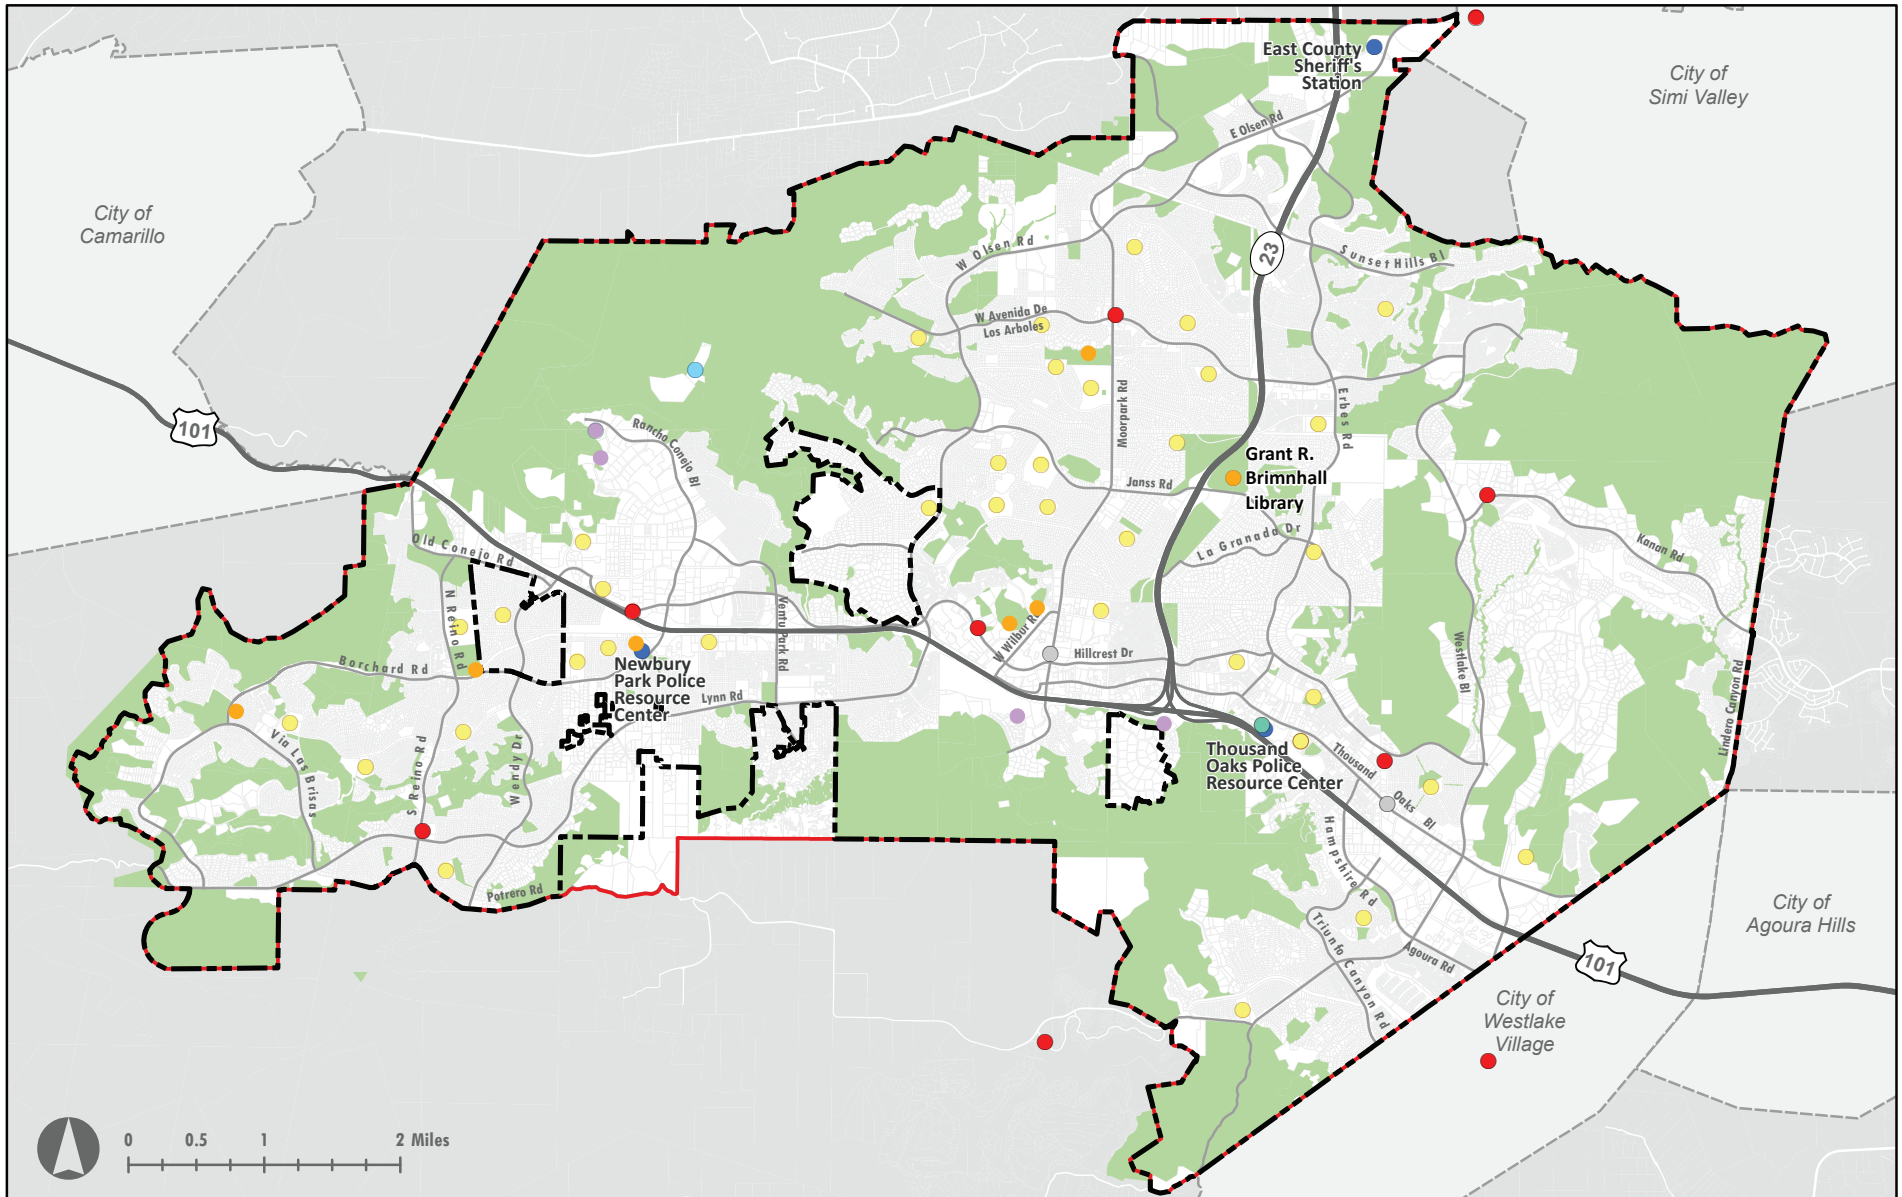 East County
Sheriff's
Station
City of
Simi Valley
E Olsen Rd
City of
Camarillo
W Olsen Rd
23
Sunset Hills Bl
W Avenida De
Los Arboles
101
Rancho Conejo Bl
Moorpark Rd
Erbes Rd
Grant R.
Brimnhall
Library
Janss Rd
La Granada Dr
Kanan Rd
Old Conejo Rd
N Reino Rd
Ventu Park Rd
W Wilbur Rd
Hillcrest Dr
Westlake Bl
Borchard Rd
Newbury
Park Police
Resource
Center
Lynn Rd
Lindero Canyon Rd
Via Las Brisas
S Reino Rd
Wendy Dr
Thousand
Oaks Police
Resource Center
Thousand
Oaks
Bl
Hampshire Rd
Potrero Rd
Triunfo Canyon Rd
Agoura Rd
City of
Agoura Hills
101
City of
Westlake
Village
0
0.5
1
2 Miles